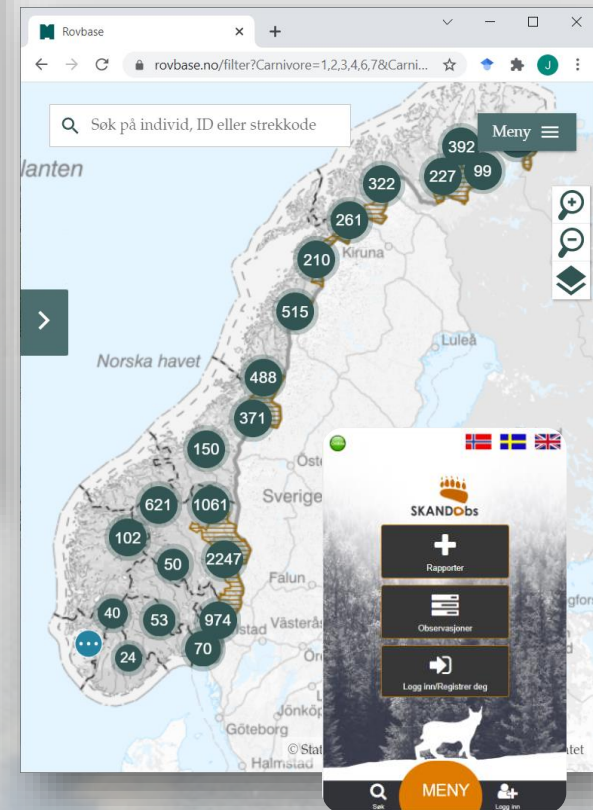 Rovbase
rovbase.no/filter?Carnivore=1,2,3,4,6,7&Carni...
J
Søk på individ, ID eller strekkode
Meny
lanten
392
227
99
322
261
Kiruna
210
515
Luleå
Norska havet
488
371
150
Öste
621
1061
Sverige
102
50
2247
Falun
40
53
974
stad
Västerås
24
70
Öre
Jönköp
Göteborg
© Stat
Halmstad
tet
SKANDObs
Rapporter
Observasjoner
Logg inn/Registrer deg
Søk
MENY
Logg inn